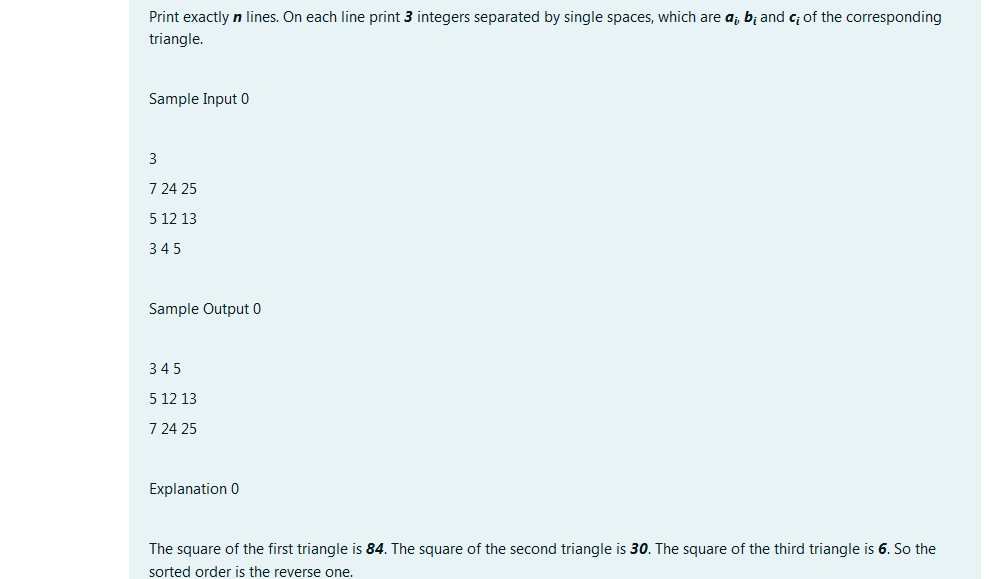 Print exactly n lines. On each line print 3 integers separated by single spaces, which are aᵢ, bᵢ and cᵢ of the corresponding
triangle.
Sample Input 0
3
7 24 25
5 12 13
3 4 5
Sample Output 0
3 4 5
5 12 13
7 24 25
Explanation 0
The square of the first triangle is 84. The square of the second triangle is 30. The square of the third triangle is 6. So the
sorted order is the reverse one.